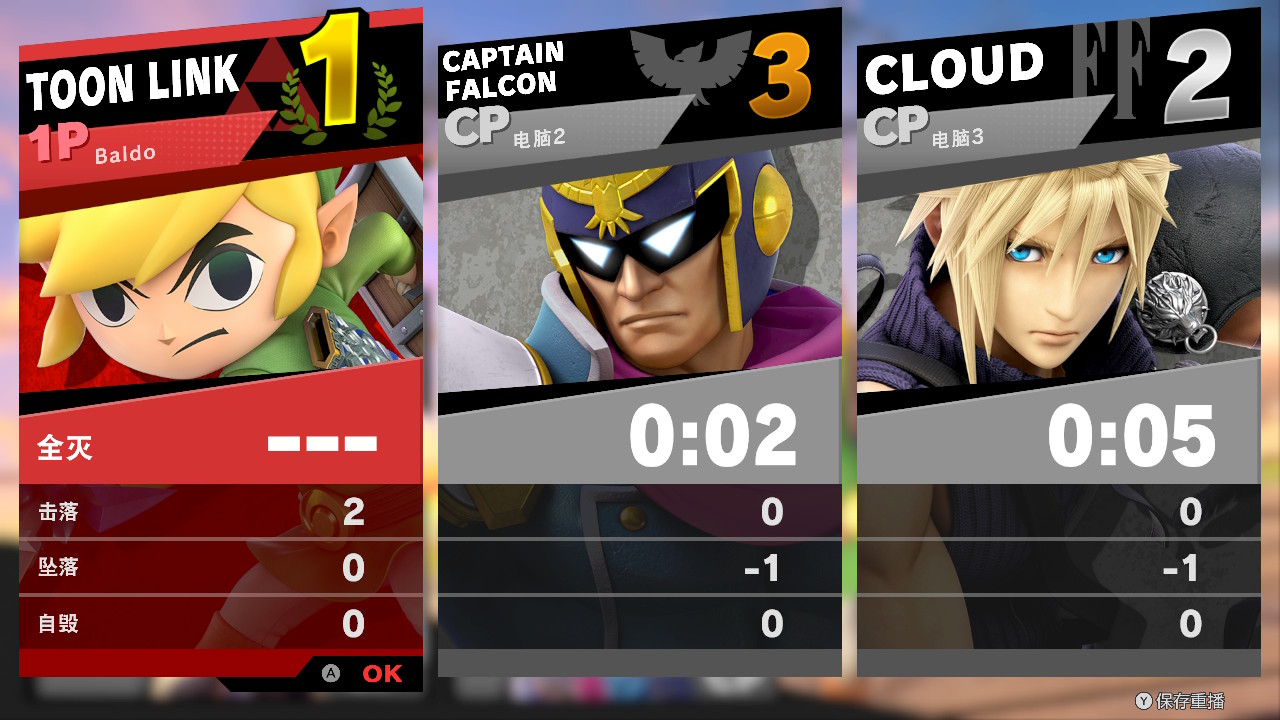 TOON LINK
1
1P Baldo
全灭 ---
击落 2
坠落 0
自毁 0
A OK
CAPTAIN
FALCON
3
CP 电脑2
0:02
0
-1
0
CLOUD
FF
2
CP 电脑3
0:05
0
-1
0
Y 保存重播